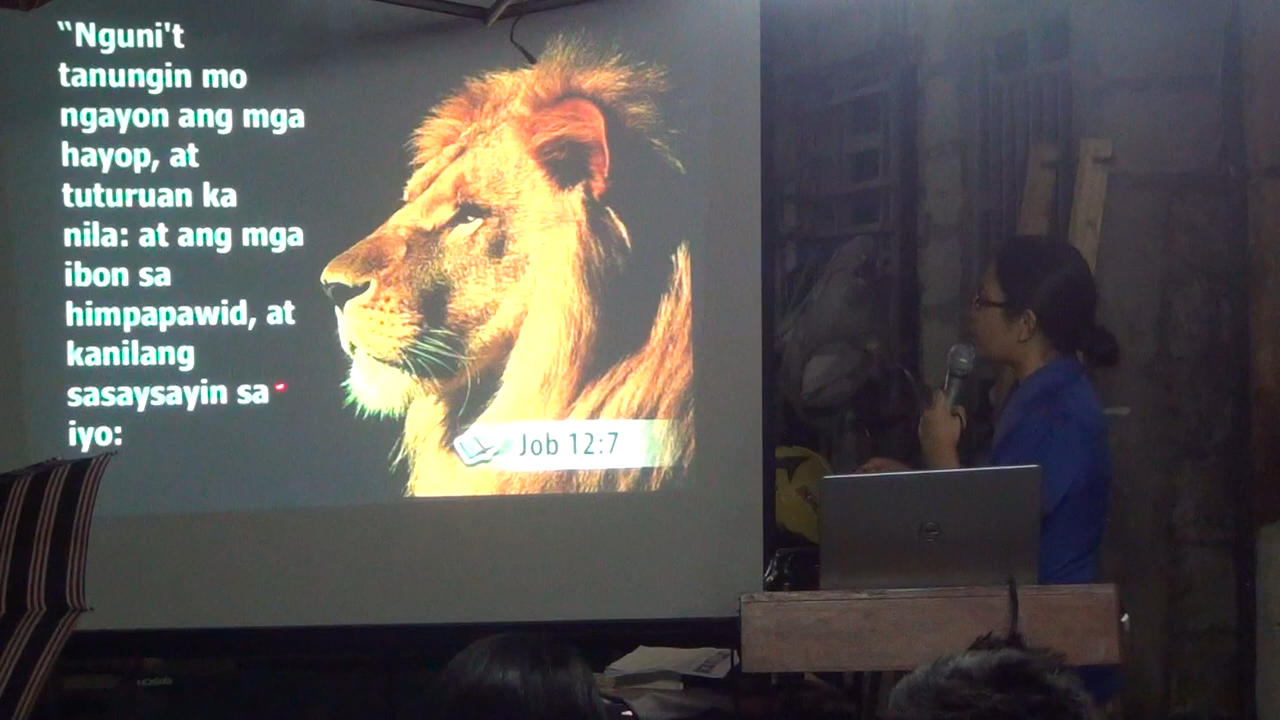 “Nguni't
tanungin mo
ngayon ang mga
hayop, at
tuturuan ka
nila: at ang mga
ibon sa
himpapawid, at
kanilang
sasaysayin sa
iyo:
Job 12:7